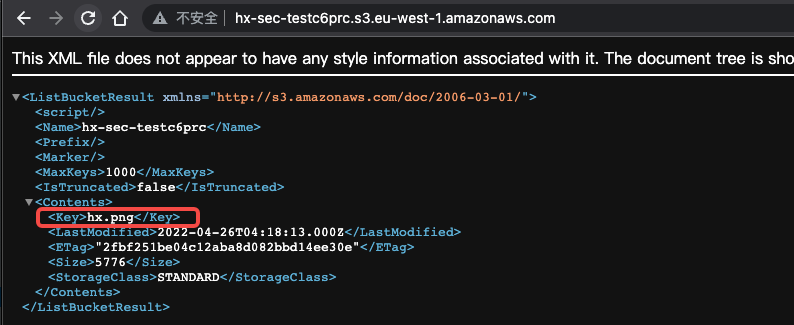 不安全 hx-sec-testc6prc.s3.eu-west-1.amazonaws.com
This XML file does not appear to have any style information associated with it. The document tree is sho
▼<ListBucketResult xmlns="http://s3.amazonaws.com/doc/2006-03-01/">
<script/>
<Name>hx-sec-testc6prc</Name>
<Prefix/>
<Marker/>
<MaxKeys>1000</MaxKeys>
<IsTruncated>false</IsTruncated>
▼<Contents>
<Key>hx.png</Key>
<LastModified>2022-04-26T04:18:13.000Z</LastModified>
<ETag>"2fbf251be04c12aba8d082bbd14ee30e"</ETag>
<Size>5776</Size>
<StorageClass>STANDARD</StorageClass>
</Contents>
</ListBucketResult>